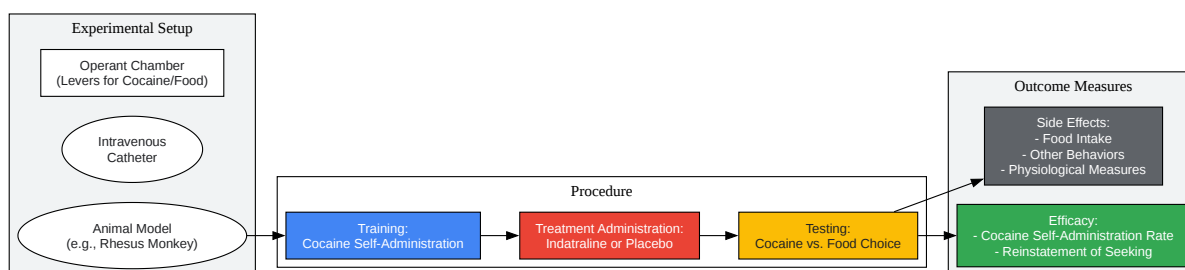 Experimental Setup
Operant Chamber
(Levers for Cocaine/Food)
Intravenous
Catheter
Animal Model
(e.g., Rhesus Monkey)
Procedure
Training:
Cocaine Self-Administration
Treatment Administration:
Indatraline or Placebo
Testing:
Cocaine vs. Food Choice
Outcome Measures
Side Effects:
- Food Intake
- Other Behaviors
- Physiological Measures
Efficacy:
- Cocaine Self-Administration Rate
- Reinstatement of Seeking